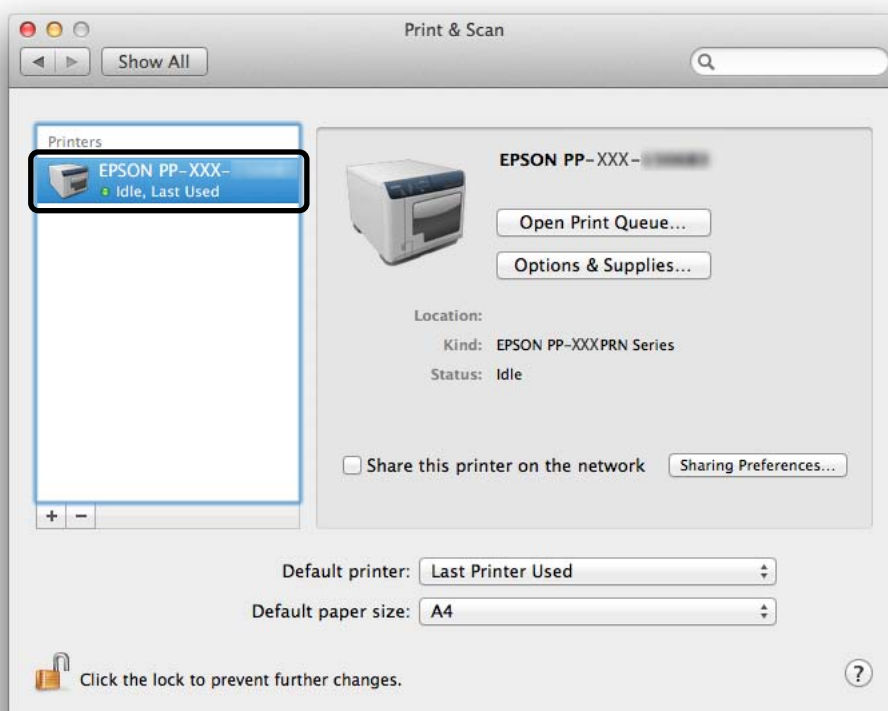 Print & Scan
Show All
Printers
EPSON PP-XXX-
Idle, Last Used
EPSON PP-XXX-
Open Print Queue...
Options & Supplies...
Location:
Kind: EPSON PP-XXXPRN Series
Status: Idle
Share this printer on the network
Sharing Preferences...
+ −
Default printer: Last Printer Used
Default paper size: A4
Click the lock to prevent further changes.
?